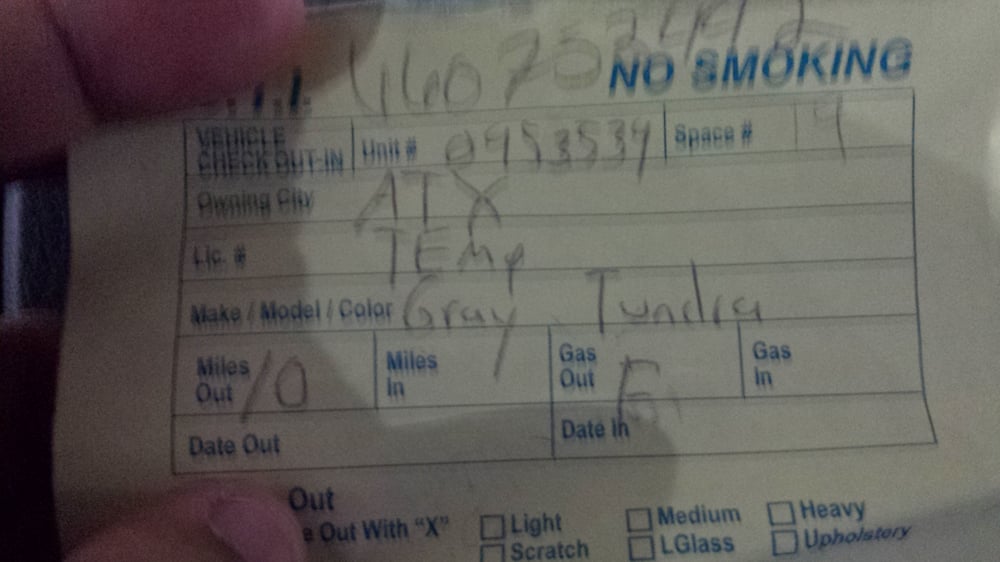 NO SMOKING
VEHICLE CHECK OUT-IN Unit # 0953539 Space # 9
Owning City ATX
Lic. # TEMP
Make / Model / Color Gray Tundra
Miles Out 10 Miles In Gas Out F Gas In
Date Out Date In
Out
Out With "X" Light Medium Heavy
Scratch LGlass Upholstery